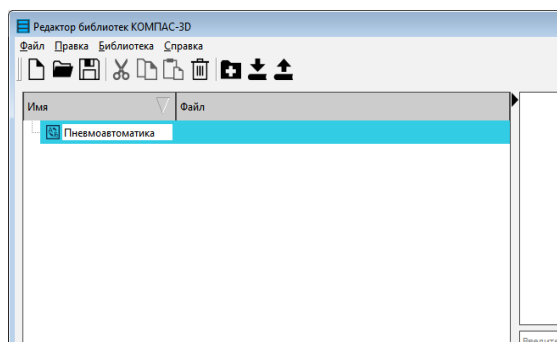 Редактор библиотек КОМПАС-3D
Файл Правка Библиотека Справка
Имя Файл
Пневмоавтоматика